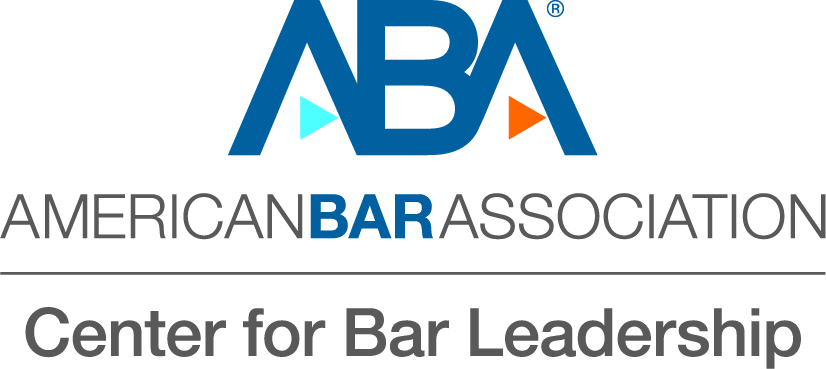 ABA®
AMERICANBARASSOCIATION
Center for Bar Leadership